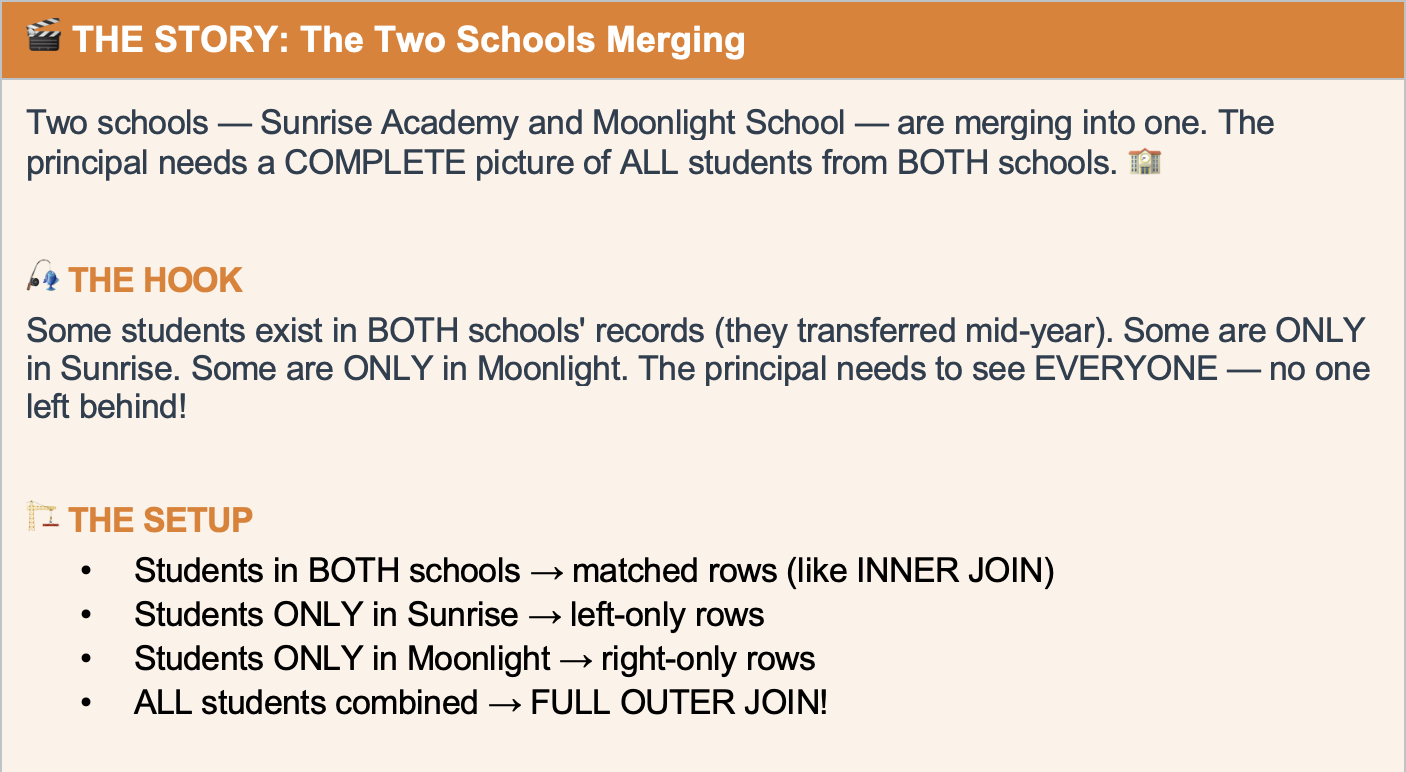 🎬 THE STORY: The Two Schools Merging
Two schools — Sunrise Academy and Moonlight School — are merging into one. The
principal needs a COMPLETE picture of ALL students from BOTH schools. 🏫
🎣 THE HOOK
Some students exist in BOTH schools' records (they transferred mid-year). Some are ONLY
in Sunrise. Some are ONLY in Moonlight. The principal needs to see EVERYONE — no one
left behind!
🏗️ THE SETUP
• Students in BOTH schools → matched rows (like INNER JOIN)
• Students ONLY in Sunrise → left-only rows
• Students ONLY in Moonlight → right-only rows
• ALL students combined → FULL OUTER JOIN!